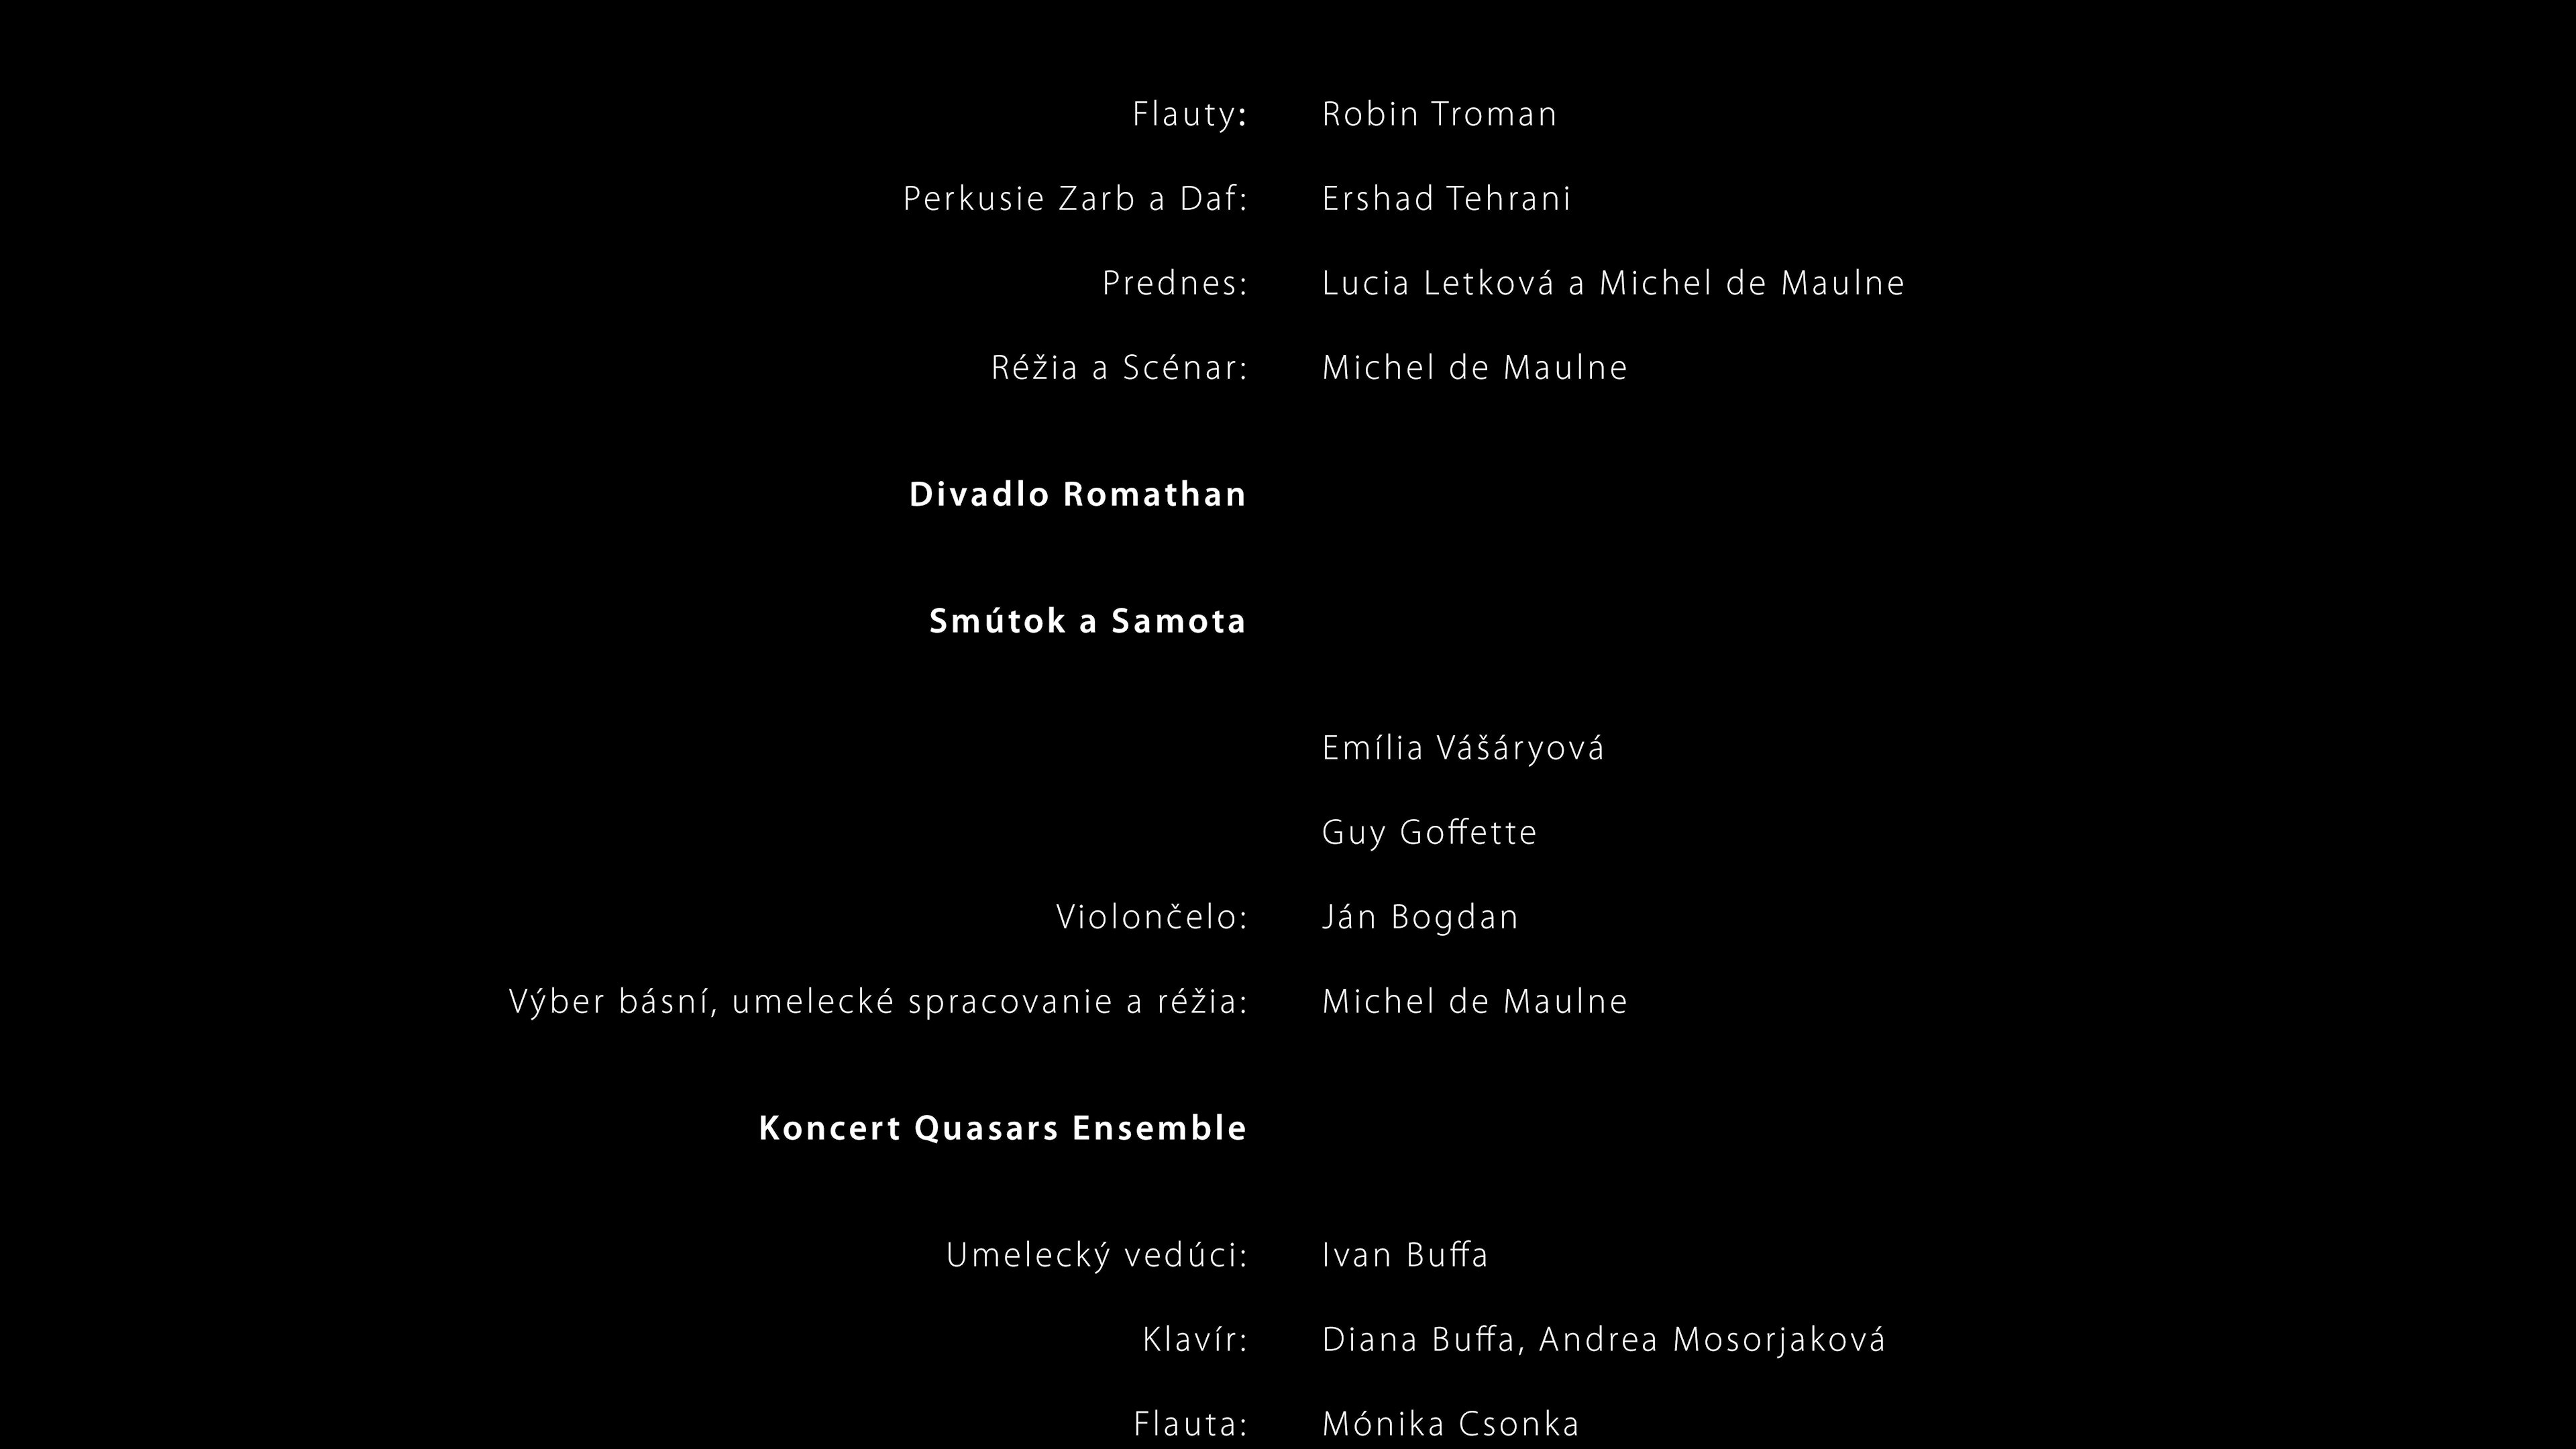 Flauty: Robin Troman
Perkusie Zarb a Daf: Ershad Tehrani
Prednes: Lucia Letková a Michel de Maulne
Réžia a Scénar: Michel de Maulne
Divadlo Romathan
Smútok a Samota
Emília Vášáryová
Guy Goffette
Violončelo: Ján Bogdan
Výber básní, umelecké spracovanie a réžia: Michel de Maulne
Koncert Quasars Ensemble
Umelecký vedúci: Ivan Buffa
Klavír: Diana Buffa, Andrea Mosorjaková
Flauta: Mónika Csonka